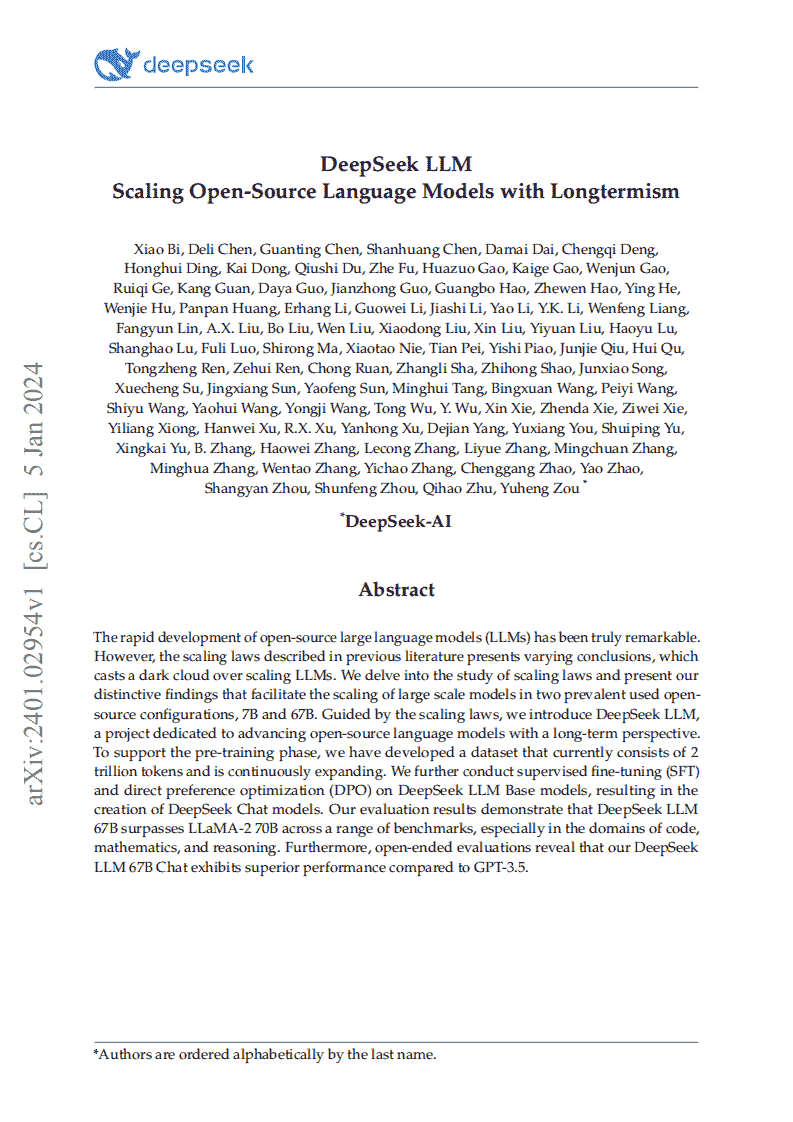 deepseek
DeepSeek LLM
Scaling Open-Source Language Models with Longtermism
Xiao Bi, Deli Chen, Guanting Chen, Shanhuang Chen, Damai Dai, Chengqi Deng,
Honghui Ding, Kai Dong, Qiushi Du, Zhe Fu, Huazuo Gao, Kaige Gao, Wenjun Gao,
Ruiqi Ge, Kang Guan, Daya Guo, Jianzhong Guo, Guangbo Hao, Zhewen Hao, Ying He,
Wenjie Hu, Panpan Huang, Erhang Li, Guowei Li, Jiashi Li, Yao Li, Y.K. Li, Wenfeng Liang,
Fangyun Lin, A.X. Liu, Bo Liu, Wen Liu, Xiaodong Liu, Xin Liu, Yiyuan Liu, Haoyu Lu,
Shanghao Lu, Fuli Luo, Shirong Ma, Xiaotao Nie, Tian Pei, Yishi Piao, Junjie Qiu, Hui Qu,
Tongzheng Ren, Zehui Ren, Chong Ruan, Zhangli Sha, Zhihong Shao, Junxiao Song,
Xuecheng Su, Jingxiang Sun, Yaofeng Sun, Minghui Tang, Bingxuan Wang, Peiyi Wang,
Shiyu Wang, Yaohui Wang, Yongji Wang, Tong Wu, Y. Wu, Xin Xie, Zhenda Xie, Ziwei Xie,
Yiliang Xiong, Hanwei Xu, R.X. Xu, Yanhong Xu, Dejian Yang, Yuxiang You, Shuiping Yu,
Xingkai Yu, B. Zhang, Haowei Zhang, Lecong Zhang, Liyue Zhang, Mingchuan Zhang,
Minghua Zhang, Wentao Zhang, Yichao Zhang, Chenggang Zhao, Yao Zhao,
Shangyan Zhou, Shunfeng Zhou, Qihao Zhu, Yuheng Zou *
*DeepSeek-AI
Abstract
The rapid development of open-source large language models (LLMs) has been truly remarkable.
However, the scaling laws described in previous literature presents varying conclusions, which
casts a dark cloud over scaling LLMs. We delve into the study of scaling laws and present our
distinctive findings that facilitate the scaling of large scale models in two prevalent used open-
source configurations, 7B and 67B. Guided by the scaling laws, we introduce DeepSeek LLM,
a project dedicated to advancing open-source language models with a long-term perspective.
To support the pre-training phase, we have developed a dataset that currently consists of 2
trillion tokens and is continuously expanding. We further conduct supervised fine-tuning (SFT)
and direct preference optimization (DPO) on DeepSeek LLM Base models, resulting in the
creation of DeepSeek Chat models. Our evaluation results demonstrate that DeepSeek LLM
67B surpasses LLaMA-2 70B across a range of benchmarks, especially in the domains of code,
mathematics, and reasoning. Furthermore, open-ended evaluations reveal that our DeepSeek
LLM 67B Chat exhibits superior performance compared to GPT-3.5.
*Authors are ordered alphabetically by the last name.
arXiv:2401.02954v1 [cs.CL] 5 Jan 2024